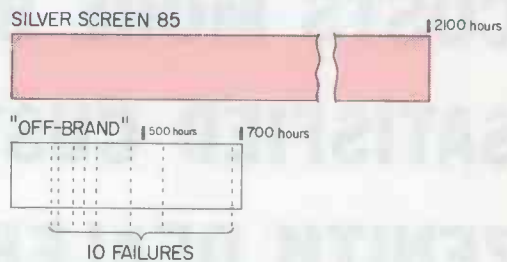 SILVER SCREEN 85
2100 hours
"OFF-BRAND"
500 hours
700 hours
10 FAILURES